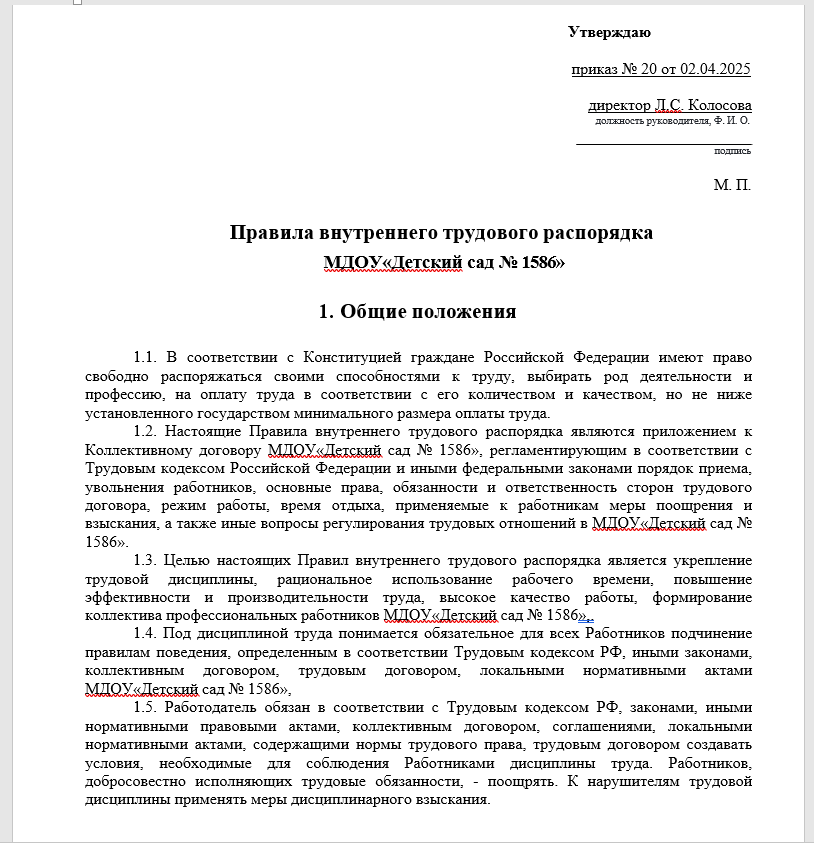 Утверждаю
приказ № 20 от 02.04.2025
директор Л.С. Колосова
должность руководителя, Ф. И. О.
подпись
М. П.
Правила внутреннего трудового распорядка
МДОУ«Детский сад № 1586»
1. Общие положения
1.1. В соответствии с Конституцией граждане Российской Федерации имеют право
свободно распоряжаться своими способностями к труду, выбирать род деятельности и
профессию, на оплату труда в соответствии с его количеством и качеством, но не ниже
установленного государством минимального размера оплаты труда.
1.2. Настоящие Правила внутреннего трудового распорядка являются приложением к
Коллективному договору МДОУ«Детский сад № 1586», регламентирующим в соответствии с
Трудовым кодексом Российской Федерации и иными федеральными законами порядок приема,
увольнения работников, основные права, обязанности и ответственность сторон трудового
договора, режим работы, время отдыха, применяемые к работникам меры поощрения и
взыскания, а также иные вопросы регулирования трудовых отношений в МДОУ«Детский сад №
1586».
1.3. Целью настоящих Правил внутреннего трудового распорядка является укрепление
трудовой дисциплины, рациональное использование рабочего времени, повышение
эффективности и производительности труда, высокое качество работы, формирование
коллектива профессиональных работников МДОУ«Детский сад № 1586»,.
1.4. Под дисциплиной труда понимается обязательное для всех Работников подчинение
правилам поведения, определенным в соответствии Трудовым кодексом РФ, иными законами,
коллективным договором, трудовым договором, локальными нормативными актами
МДОУ«Детский сад № 1586»,
1.5. Работодатель обязан в соответствии с Трудовым кодексом РФ, законами, иными
нормативными правовыми актами, коллективным договором, соглашениями, локальными
нормативными актами, содержащими нормы трудового права, трудовым договором создавать
условия, необходимые для соблюдения Работниками дисциплины труда. Работников,
добросовестно исполняющих трудовые обязанности, - поощрять. К нарушителям трудовой
дисциплины применять меры дисциплинарного взыскания.